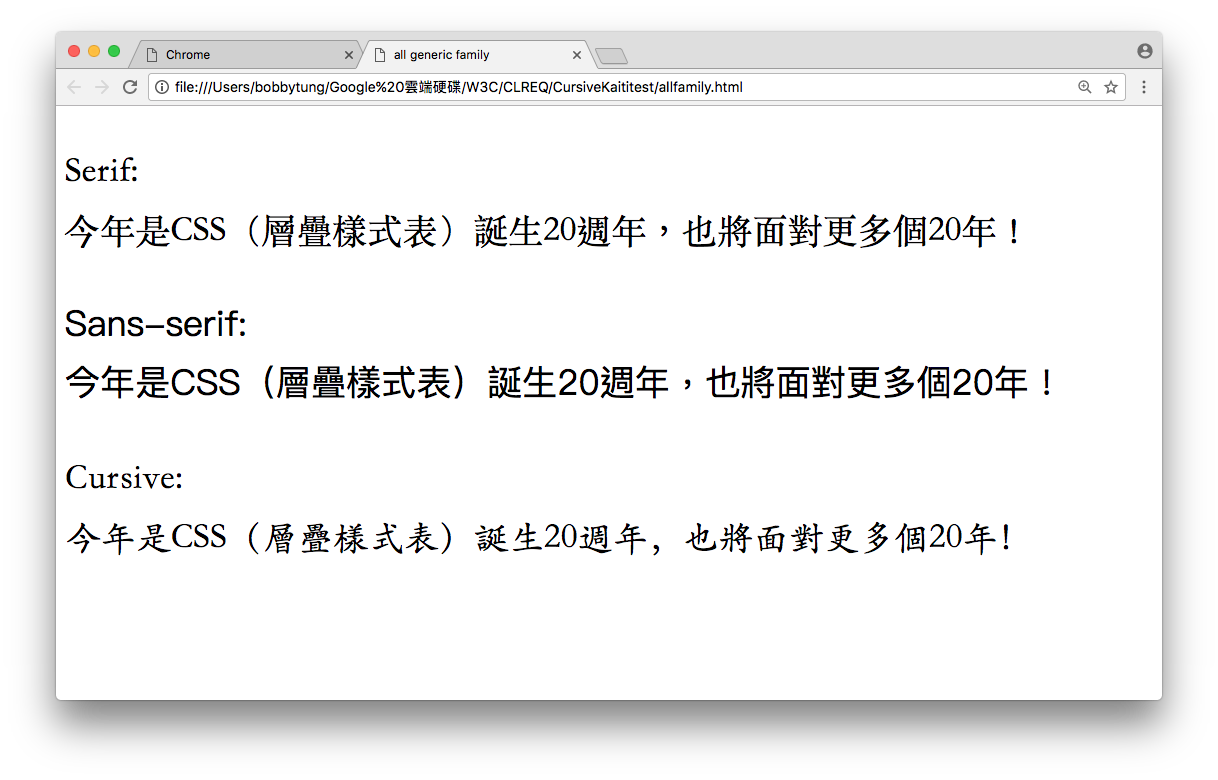 Chrome
all generic family
file:///Users/bobbytung/Google%20雲端硬碟/W3C/CLREQ/CursiveKaititest/allfamily.html
Serif:
今年是CSS（層疊樣式表）誕生20週年，也將面對更多個20年！
Sans-serif:
今年是CSS（層疊樣式表）誕生20週年，也將面對更多個20年！
Cursive:
今年是CSS（層疊樣式表）誕生20週年，也將面對更多個20年！